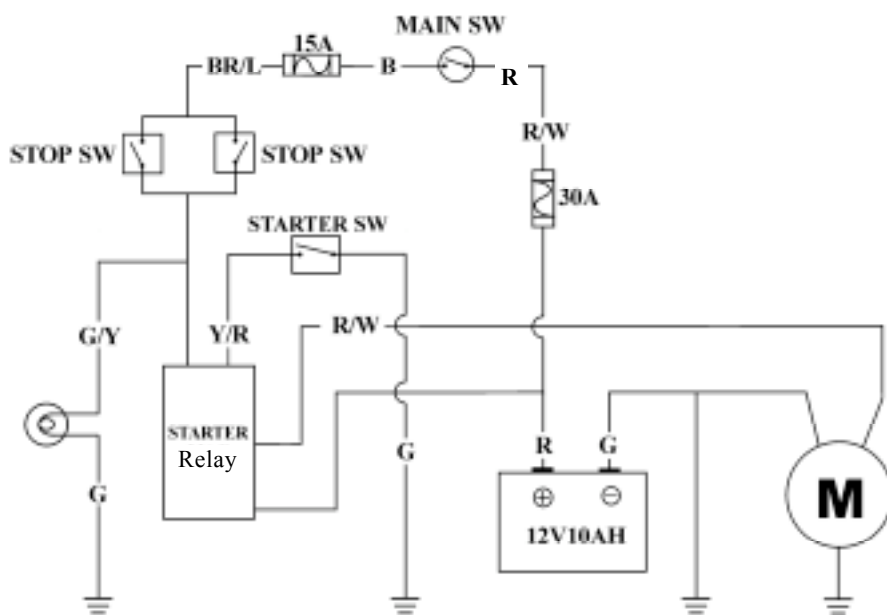 MAIN SW
15A
BR/L
B
R
R/W
STOP SW
STOP SW
30A
STARTER SW
G/Y
Y/R
R/W
STARTER
Relay
G
R
G
G
M
12V10AH